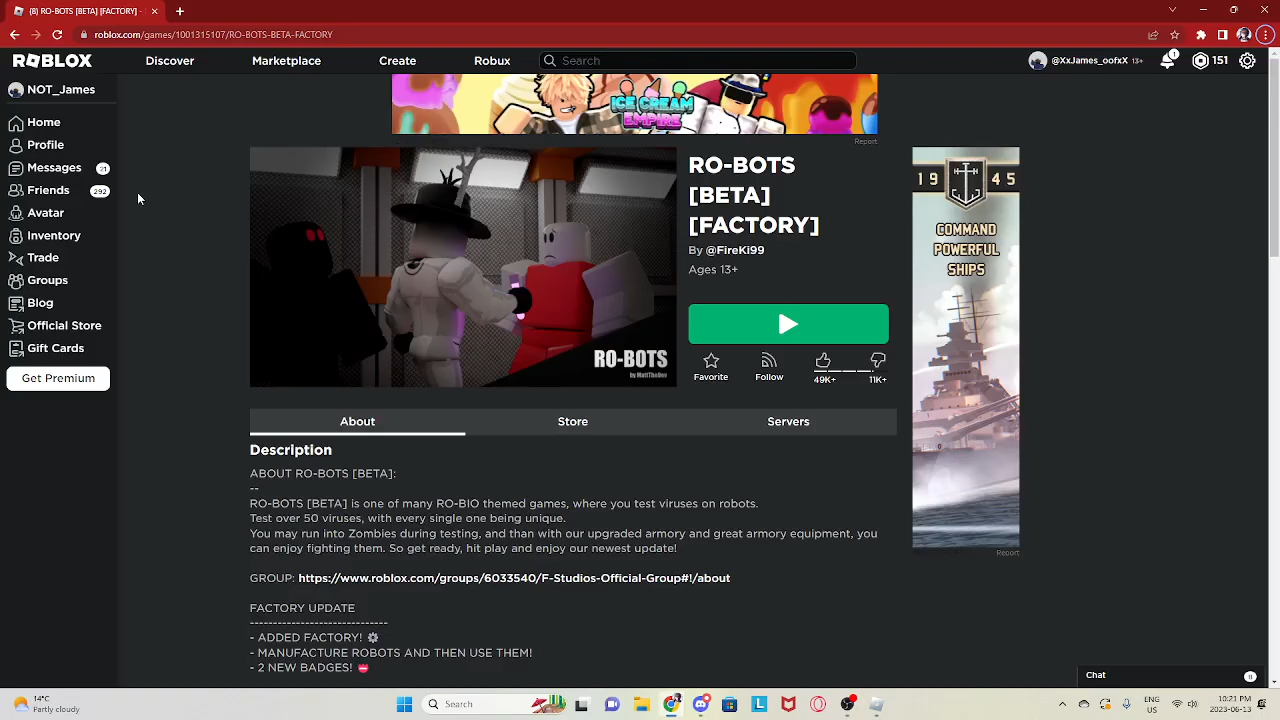 (8) RO-BOTS [BETA] [FACTORY] -
roblox.com/games/1001315107/RO-BOTS-BETA-FACTORY
ROBLOX
Discover
Marketplace
Create
Robux
Search
@XxJames_oofxX 13+
1
151
DOT_James
Home
Profile
Messages 21
Friends 292
Avatar
Inventory
Trade
Groups
Blog
Official Store
Gift Cards
Get Premium
ICE CREAM
EMPIRE
Report
RO-BOTS
by MattTheDev
RO-BOTS
[BETA]
[FACTORY]
By @FireKi99
Ages 13+
Favorite
Follow
49K+
11K+
19 45
COMMAND
POWERFUL
SHIPS
Report
About
Store
Servers
Description
ABOUT RO-BOTS [BETA]:
--
RO-BOTS [BETA] is one of many RO-BIO themed games, where you test viruses on robots.
Test over 50 viruses, with every single one being unique.
You may run into Zombles during testing, and than with our upgraded armory and great armory equipment, you
can enjoy fighting them. So get ready, hit play and enjoy our newest update!
GROUP: https://www.roblox.com/groups/6033540/F-Studios-Official-Group#!/about
FACTORY UPDATE
-----------------------------
- ADDED FACTORY! ⚙
- MANUFACTURE ROBOTS AND THEN USE THEM!
- 2 NEW BADGES!
Chat
14°C
Partly cloudy
Search
ENG
US
10:21 PM
2023-06-13